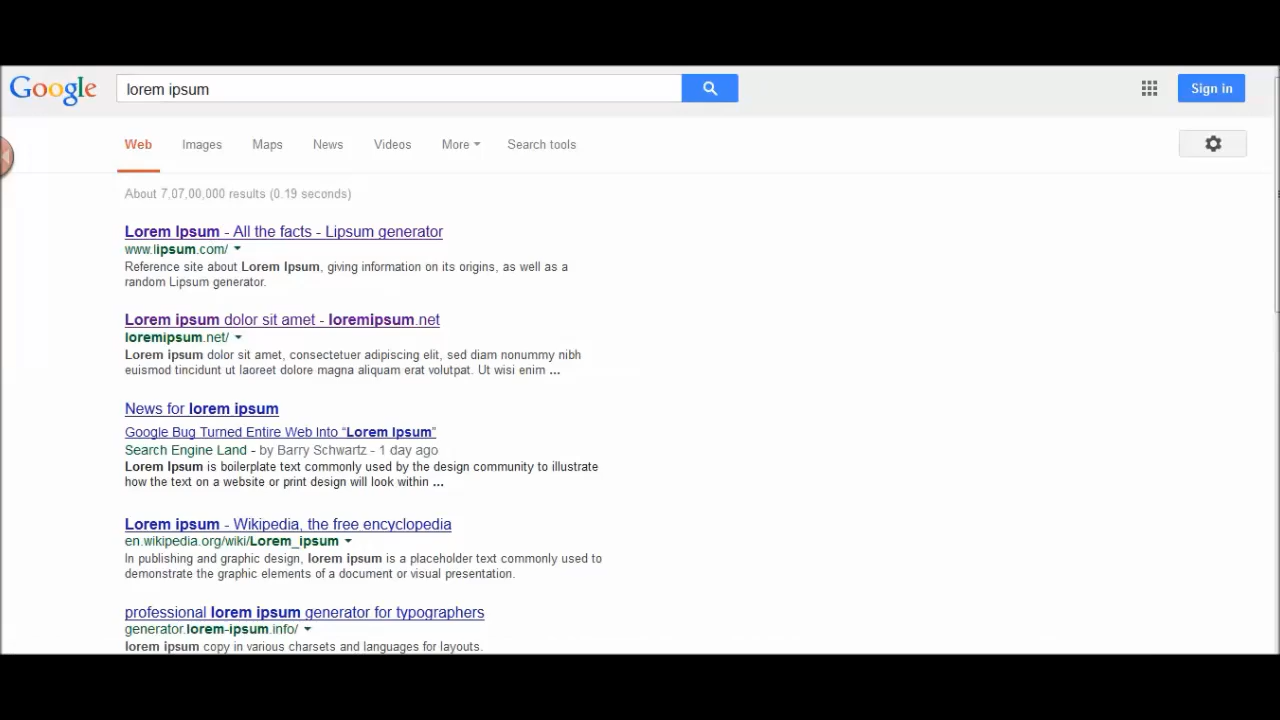 Google
lorem ipsum
Sign in
Web Images Maps News Videos More Search tools
About 7,07,00,000 results (0.19 seconds)
Lorem Ipsum - All the facts - Lipsum generator
www.lipsum.com/
Reference site about Lorem Ipsum, giving information on its origins, as well as a
random Lipsum generator.
Lorem ipsum dolor sit amet - loremipsum.net
loremipsum.net/
Lorem ipsum dolor sit amet, consectetuer adipiscing elit, sed diam nonummy nibh
euismod tincidunt ut laoreet dolore magna aliquam erat volutpat. Ut wisi enim ...
News for lorem ipsum
Google Bug Turned Entire Web Into “Lorem Ipsum”
Search Engine Land - by Barry Schwartz - 1 day ago
Lorem Ipsum is boilerplate text commonly used by the design community to illustrate
how the text on a website or print design will look within ...
Lorem ipsum - Wikipedia, the free encyclopedia
en.wikipedia.org/wiki/Lorem_ipsum
In publishing and graphic design, lorem ipsum is a placeholder text commonly used to
demonstrate the graphic elements of a document or visual presentation.
professional lorem ipsum generator for typographers
generator.lorem-ipsum.info/
lorem ipsum copy in various charsets and languages for layouts.